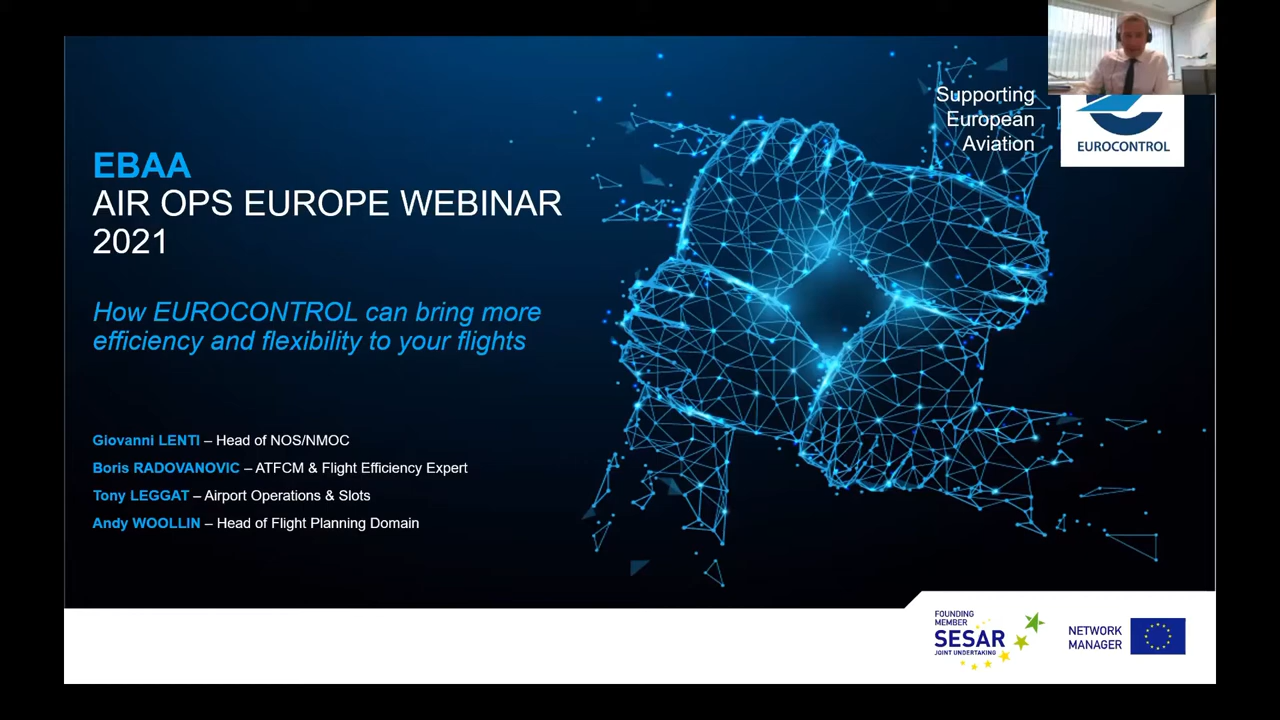 EBAA
AIR OPS EUROPE WEBINAR
2021
How EUROCONTROL can bring more
efficiency and flexibility to your flights
Giovanni LENTI – Head of NOS/NMOC
Boris RADOVANOVIC – ATFCM & Flight Efficiency Expert
Tony LEGGAT – Airport Operations & Slots
Andy WOOLLIN – Head of Flight Planning Domain
Supporting
European
Aviation
EUROCONTROL
FOUNDING
MEMBER
SESAR
JOINT UNDERTAKING
NETWORK
MANAGER